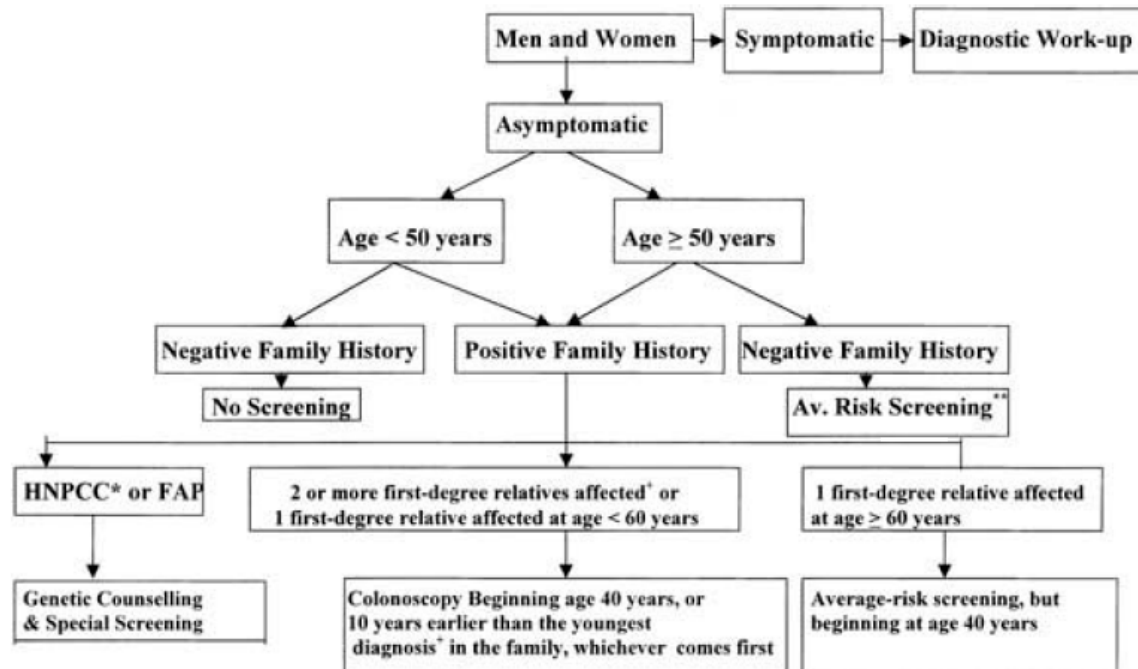 Men and Women
Symptomatic
Diagnostic Work-up
Asymptomatic
Age < 50 years
Age ≥ 50 years
Negative Family History
Positive Family History
Negative Family History
No Screening
Av. Risk Screening**
HNPCC* or FAP
2 or more first-degree relatives affected⁺ or
1 first-degree relative affected at age < 60 years
1 first-degree relative affected
at age ≥ 60 years
Genetic Counselling
& Special Screening
Colonoscopy Beginning age 40 years, or
10 years earlier than the youngest
diagnosis⁺ in the family, whichever comes first
Average-risk screening, but
beginning at age 40 years